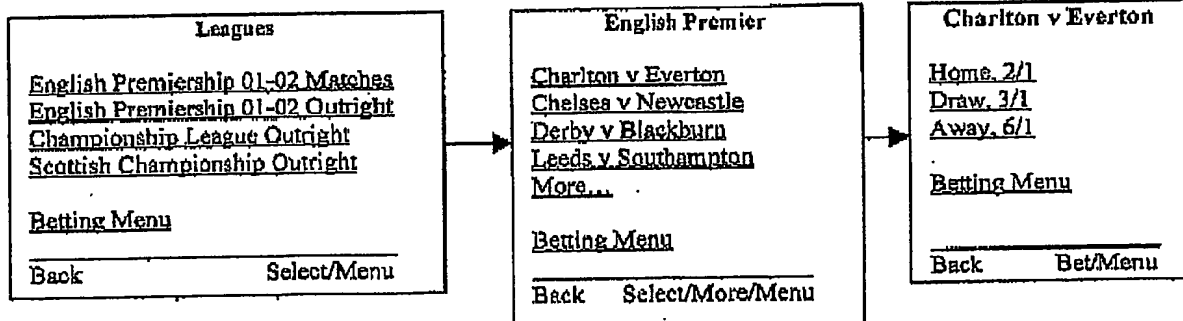 Leagues
English Premiership 01-02 Matches
English Premiership 01-02 Outright
Championship League Outright
Scottish Championship Outright
Betting Menu
Back Select/Menu
English Premier
Charlton v Everton
Chelsea v Newcastle
Derby v Blackburn
Leeds v Southampton
More...
Betting Menu
Back Select/More/Menu
Charlton v Everton
Home, 2/1
Draw, 3/1
Away, 6/1
Betting Menu
Back Bet/Menu